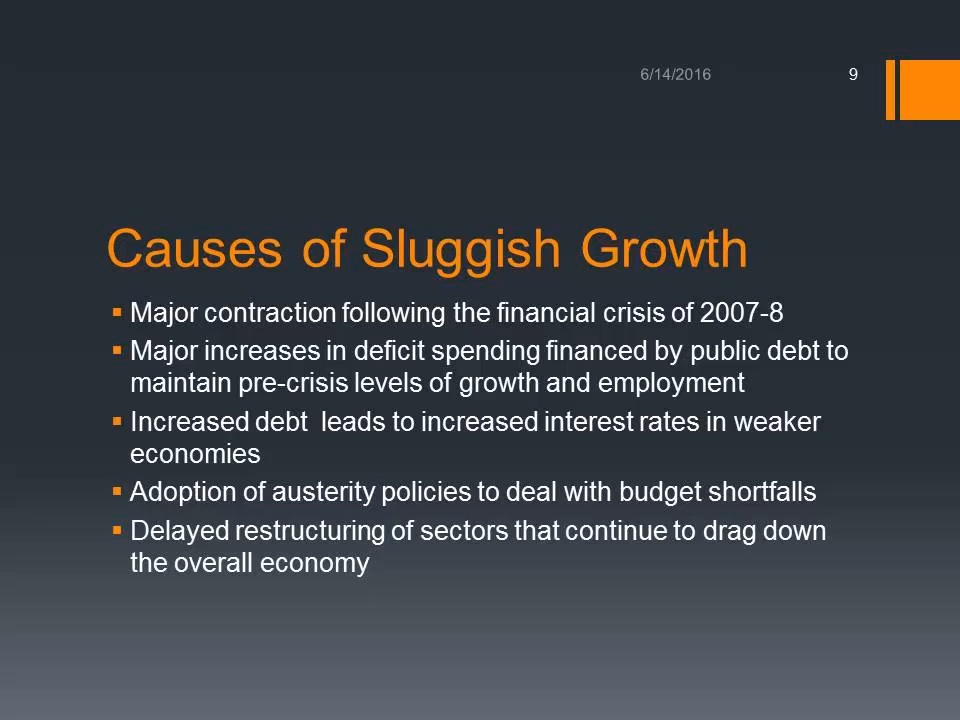 6/14/2016
9
Causes of Sluggish Growth
▪ Major contraction following the financial crisis of 2007-8
▪ Major increases in deficit spending financed by public debt to
maintain pre-crisis levels of growth and employment
▪ Increased debt  leads to increased interest rates in weaker
economies
▪ Adoption of austerity policies to deal with budget shortfalls
▪ Delayed restructuring of sectors that continue to drag down
the overall economy